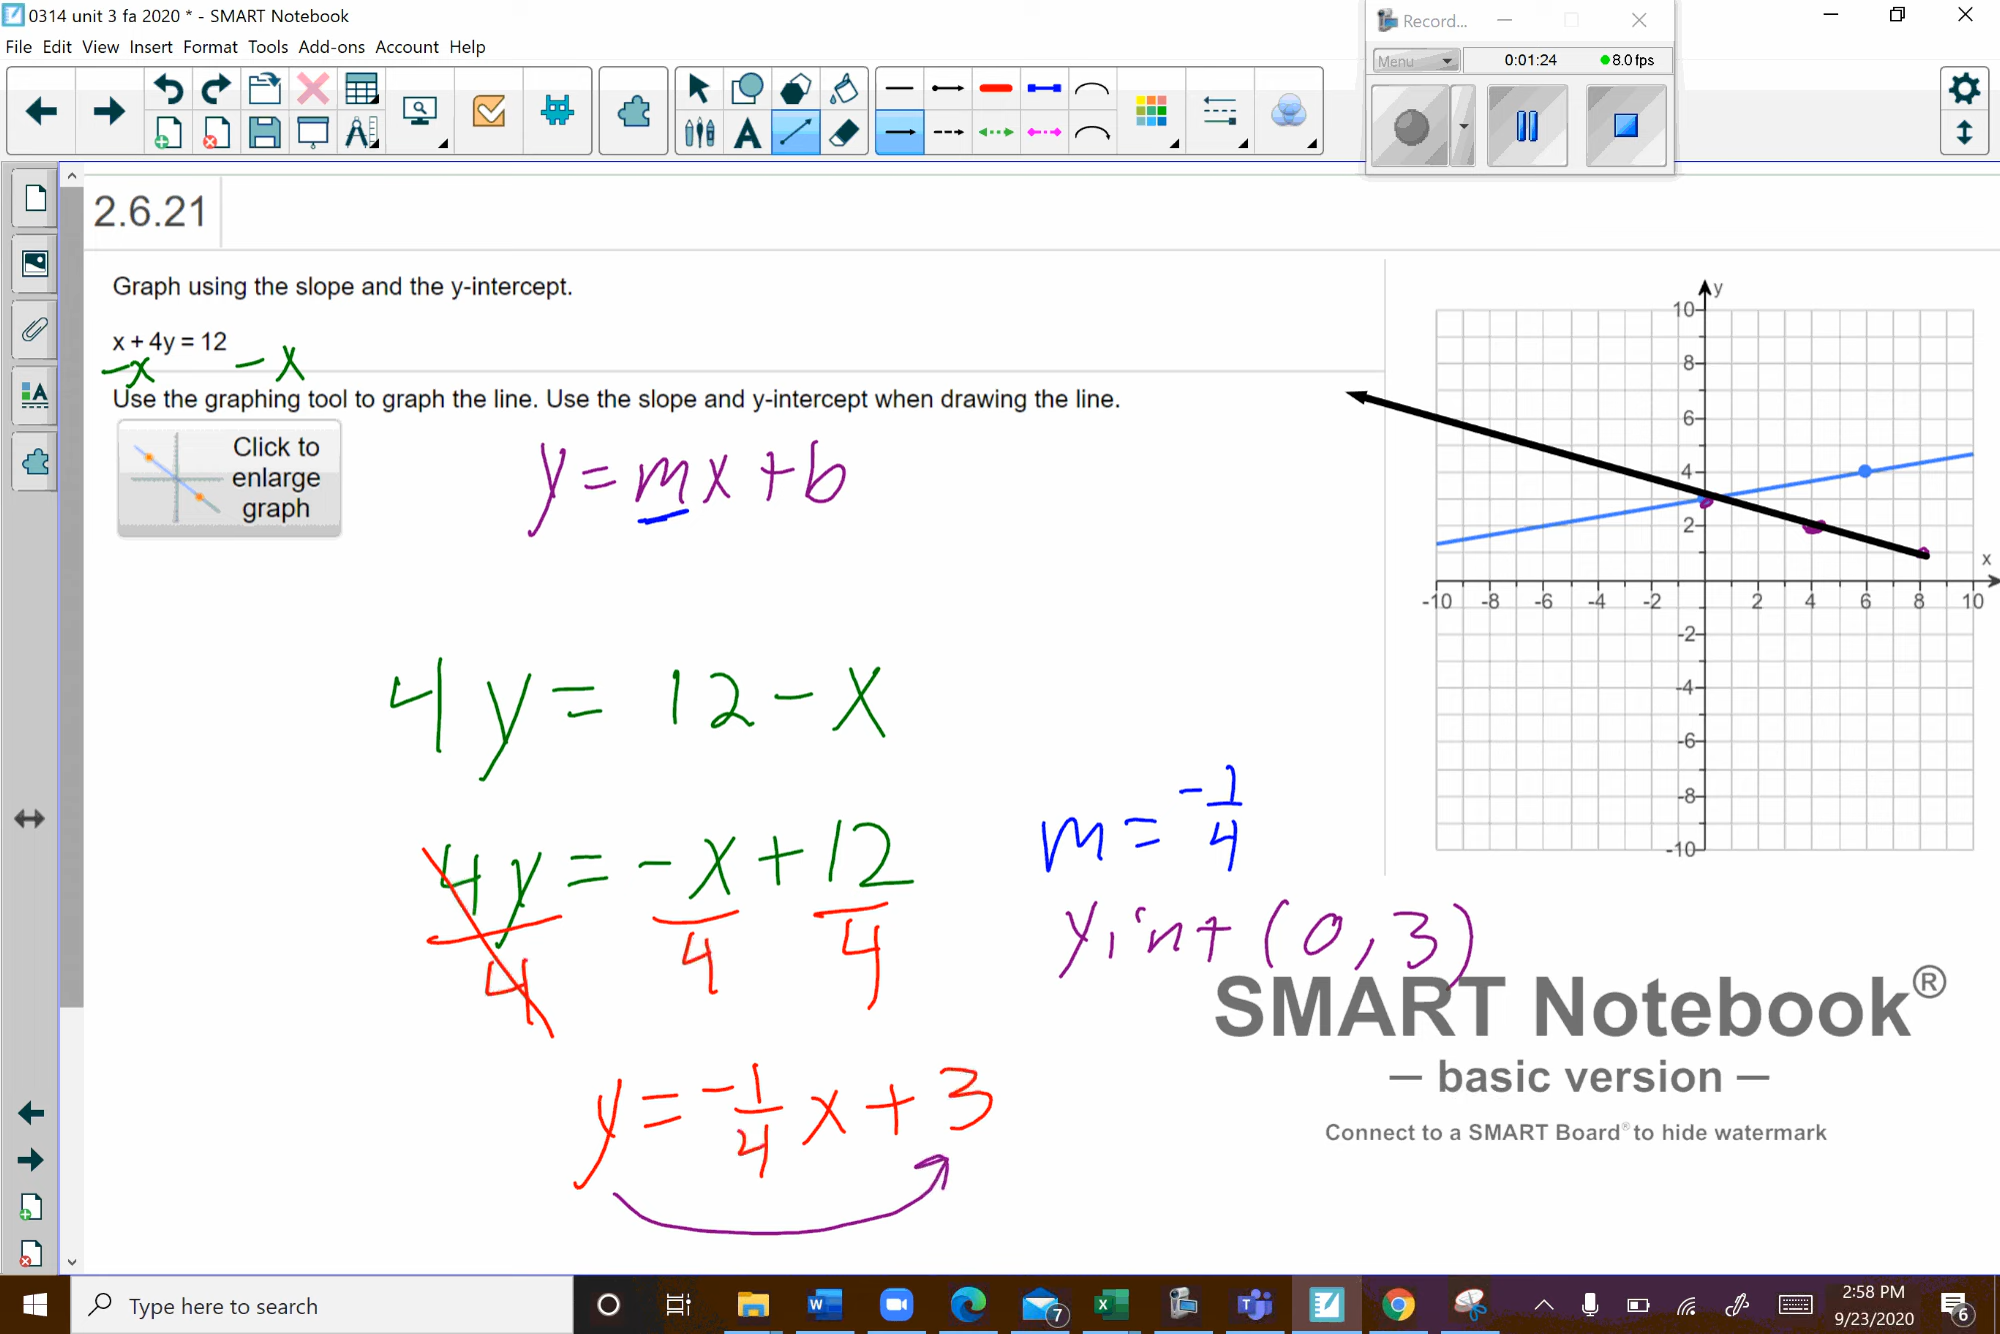 0314 unit 3 fa 2020 * - SMART Notebook
File Edit View Insert Format Tools Add-ons Account Help
Record...
Menu
0:01:24
8.0 fps
2.6.21
Graph using the slope and the y-intercept.
x + 4y = 12
-x -x
Use the graphing tool to graph the line. Use the slope and y-intercept when drawing the line.
Click to
enlarge
graph
y = mx + b
4y = 12 - x
4y = -x + 12
4 4 4
y = -1/4 x + 3
m = -1/4
y int (0, 3)
y
10
8
6
4
2
x
-10 -8 -6 -4 -2 2 4 6 8 10
-2
-4
-6
-8
-10
SMART Notebook®
— basic version —
Connect to a SMART Board® to hide watermark
Type here to search
7
2:58 PM
9/23/2020
6